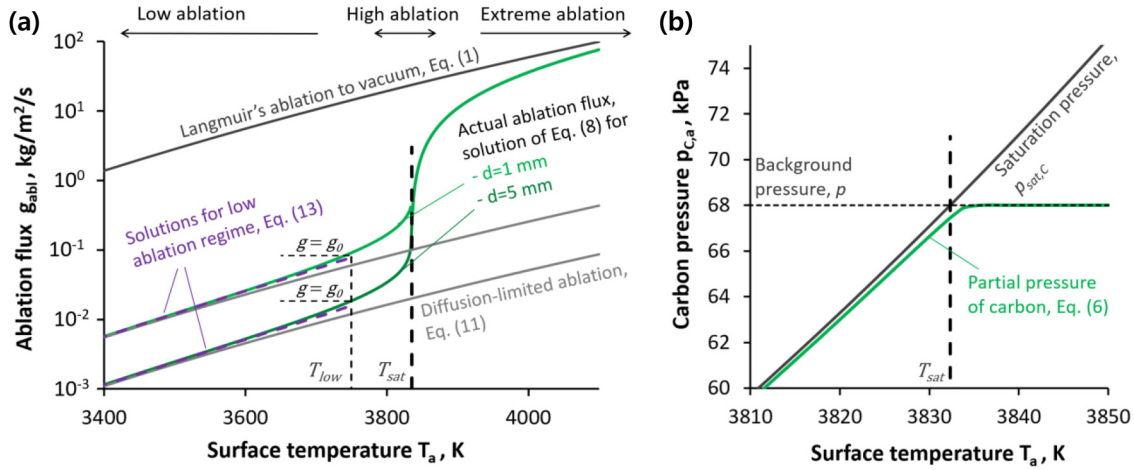 (a)
Low ablation
High ablation
Extreme ablation
Ablation flux g_abl, kg/m²/s
10²
10¹
10⁰
10⁻¹
10⁻²
10⁻³
Langmuir's ablation to vacuum, Eq. (1)
Actual ablation flux,
solution of Eq. (8) for
- d=1 mm
- d=5 mm
Solutions for low
ablation regime, Eq. (13)
g = g₀
g = g₀
Diffusion-limited ablation,
Eq. (11)
T_low
T_sat
3400
3600
3800
4000
Surface temperature T_a, K
(b)
Carbon pressure p_C,a, kPa
74
72
70
68
66
64
62
60
Background
pressure, p
Saturation pressure,
p_sat,C
Partial pressure
of carbon, Eq. (6)
T_sat
3810
3820
3830
3840
3850
Surface temperature T_a, K